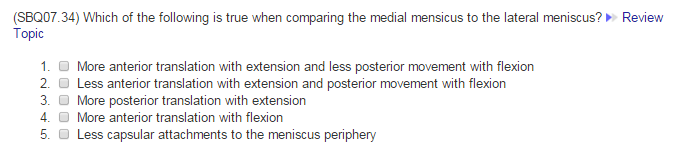 (SBQ07.34) Which of the following is true when comparing the medial mensicus to the lateral meniscus? Review
Topic
1. More anterior translation with extension and less posterior movement with flexion
2. Less anterior translation with extension and posterior movement with flexion
3. More posterior translation with extension
4. More anterior translation with flexion
5. Less capsular attachments to the meniscus periphery